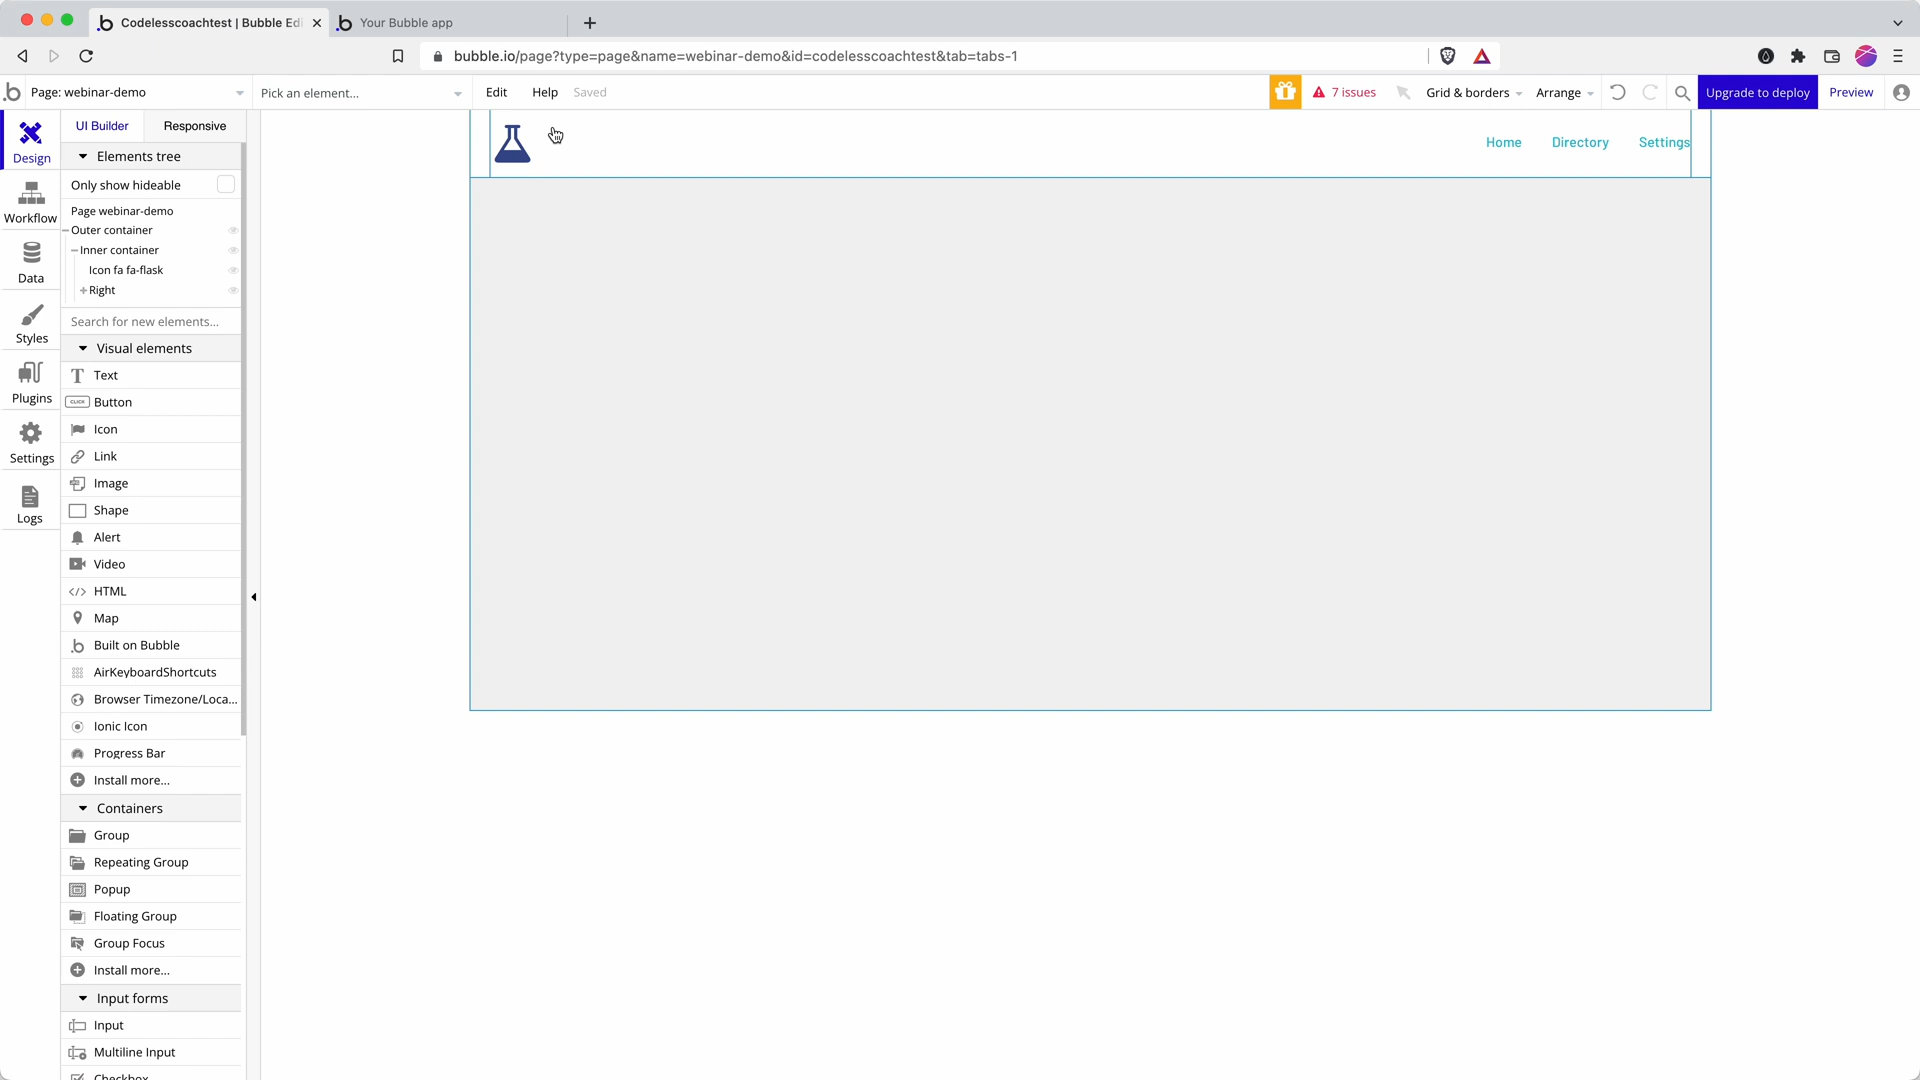 Codelesscoachtest | Bubble Edi
Your Bubble app
bubble.io/page?type=page&name=webinar-demo&id=codelesscoachtest&tab=tabs-1
Page: webinar-demo
Pick an element...
Edit
Help
Saved
7 issues
Grid & borders
Arrange
Upgrade to deploy
Preview
Design
Workflow
Data
Styles
Plugins
Settings
Logs
UI Builder
Responsive
Elements tree
Only show hideable
Page webinar-demo
Outer container
Inner container
Icon fa fa-flask
Right
Search for new elements...
Visual elements
Text
CLICK Button
Icon
Link
Image
Shape
Alert
Video
</> HTML
Map
Built on Bubble
AirKeyboardShortcuts
Browser Timezone/Loca...
Ionic Icon
Progress Bar
Install more...
Containers
Group
Repeating Group
Popup
Floating Group
Group Focus
Install more...
Input forms
Input
Multiline Input
Checkbox
Home
Directory
Settings